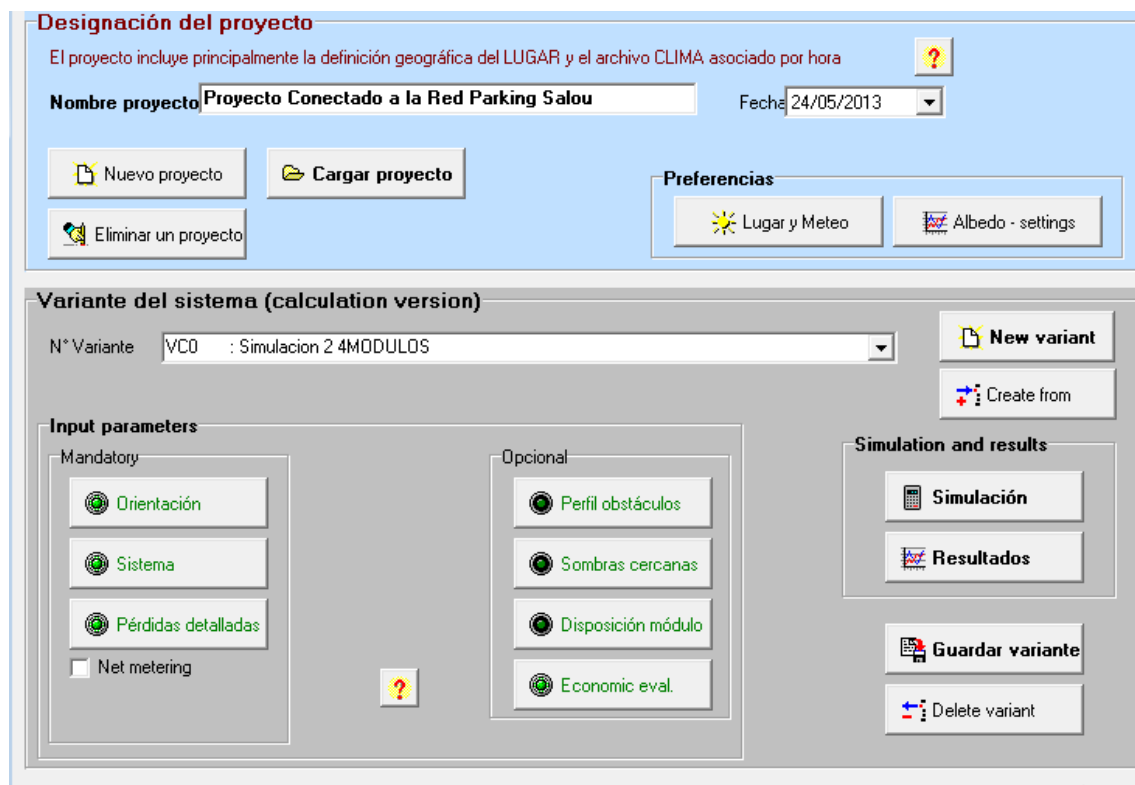 Designación del proyecto
El proyecto incluye principalmente la definición geográfica del LUGAR y el archivo CLIMA asociado por hora
?
Nombre proyecto Proyecto Conectado a la Red Parking Salou
Fecha 24/05/2013
Nuevo proyecto
Cargar proyecto
Eliminar un proyecto
Preferencias
Lugar y Meteo
Albedo - settings
Variante del sistema (calculation version)
N° Variante VC0 : Simulacion 2 4MODULOS
New variant
Create from
Input parameters
Mandatory
Orientación
Sistema
Pérdidas detalladas
Net metering
?
Opcional
Perfil obstáculos
Sombras cercanas
Disposición módulo
Economic eval.
Simulation and results
Simulación
Resultados
Guardar variante
Delete variant